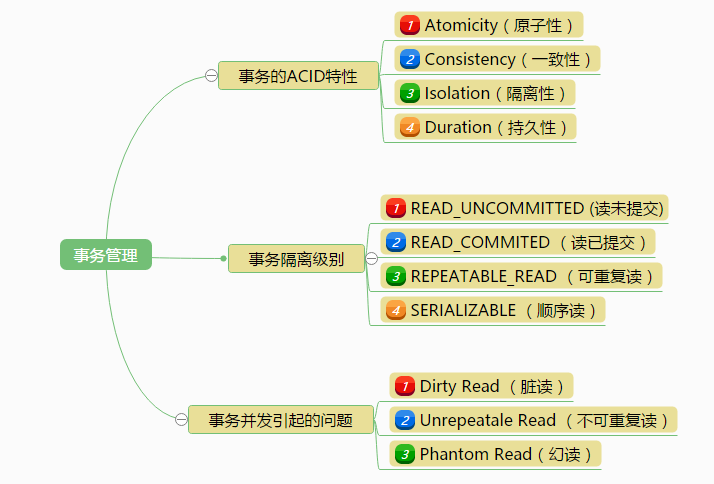 事务管理
事务的ACID特性
1 Atomicity（原子性）
2 Consistency（一致性）
3 Isolation（隔离性）
4 Duration（持久性）
事务隔离级别
1 READ_UNCOMMITTED (读未提交)
2 READ_COMMITED （读已提交）
3 REPEATABLE_READ （可重复读）
4 SERIALIZABLE （顺序读）
事务并发引起的问题
1 Dirty Read （脏读）
2 Unrepeatale Read （不可重复读）
3 Phantom Read（幻读）